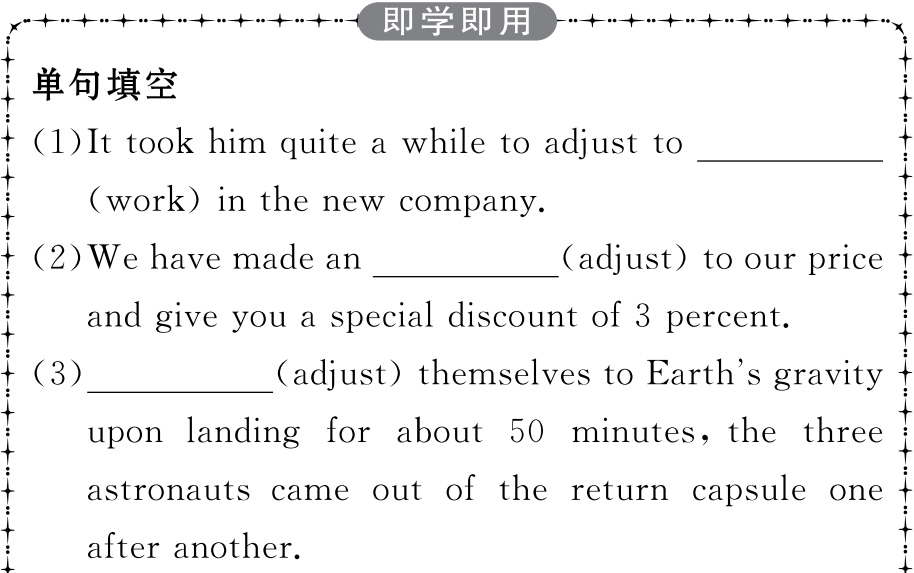 即学即用
单句填空
(1)It took him quite a while to adjust to __________
(work) in the new company.
(2)We have made an __________(adjust) to our price
and give you a special discount of 3 percent.
(3)__________(adjust) themselves to Earth's gravity
upon landing for about 50 minutes, the three
astronauts came out of the return capsule one
after another.